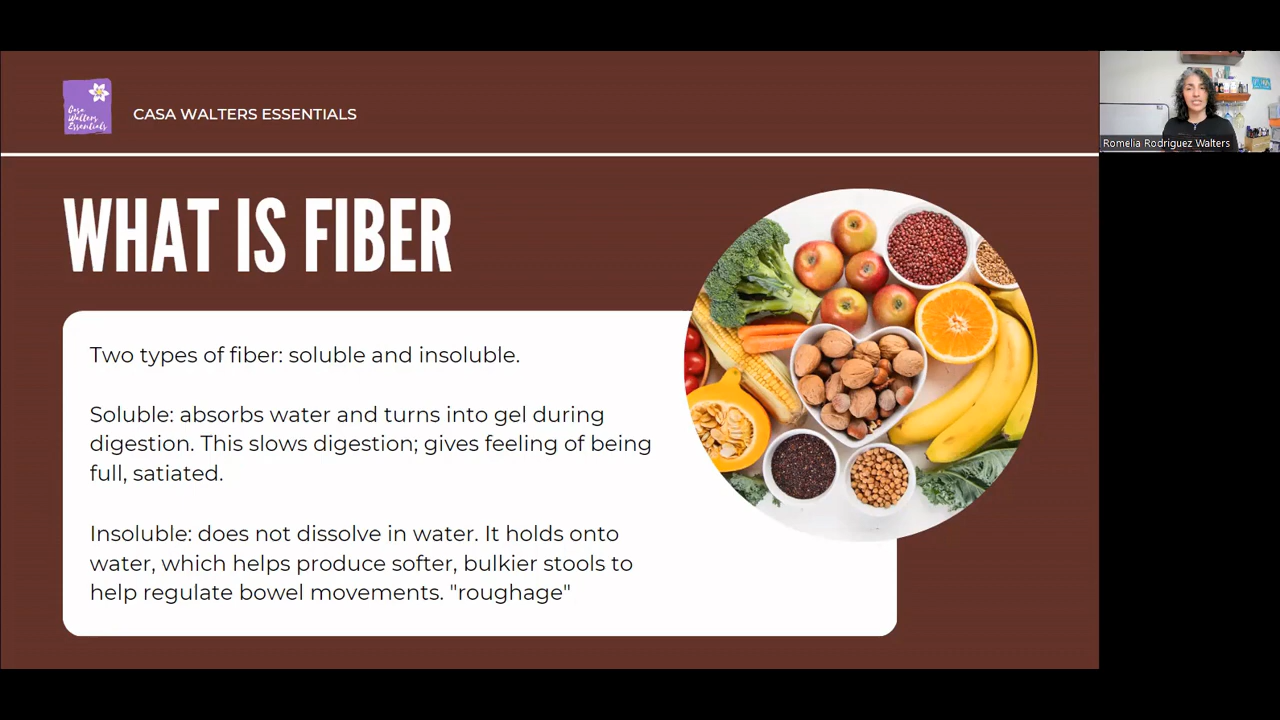 Casa
Walters
Essentials
CASA WALTERS ESSENTIALS
Romelia Rodríguez Walters
WHAT IS FIBER
Two types of fiber: soluble and insoluble.
Soluble: absorbs water and turns into gel during
digestion. This slows digestion; gives feeling of being
full, satiated.
Insoluble: does not dissolve in water. It holds onto
water, which helps produce softer, bulkier stools to
help regulate bowel movements. "roughage"